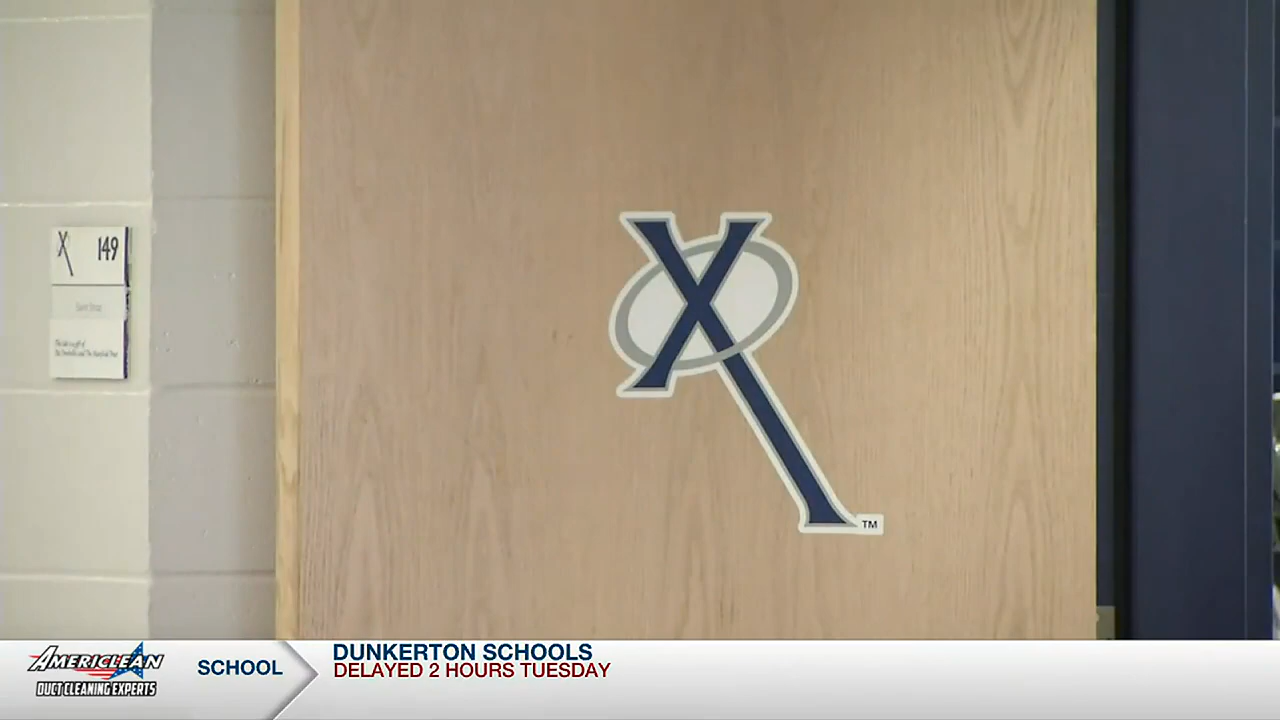 X 149
X
TM
AMERICLEAN
DUCT CLEANING EXPERTS
SCHOOL
DUNKERTON SCHOOLS
DELAYED 2 HOURS TUESDAY